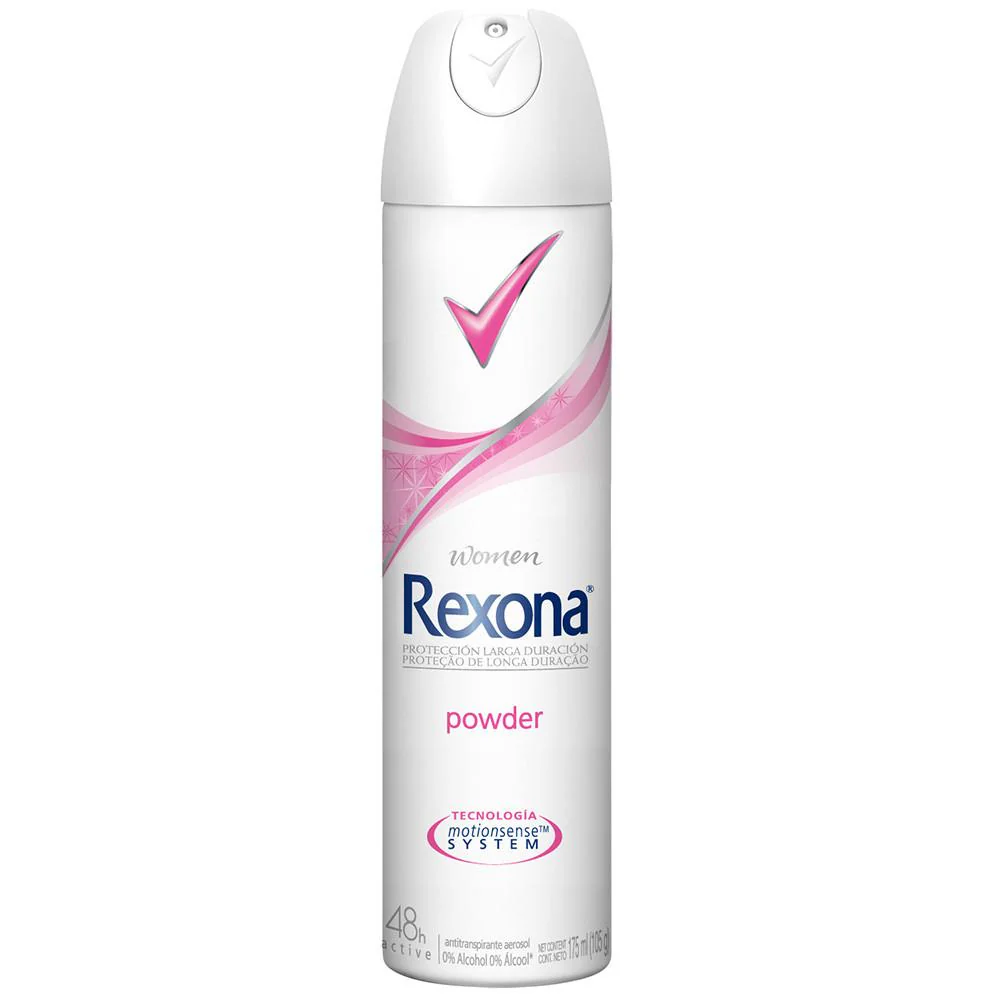 women
Rexona®
PROTECCIÓN LARGA DURACIÓN
PROTEÇÃO DE LONGA DURAÇÃO
powder
TECNOLOGÍA
motionsense™
SYSTEM
48h
active
antitranspirante aerosol
0% Alcohol 0% Álcool*
NET CONTENT
CONT. NETO
175 ml (105 g)